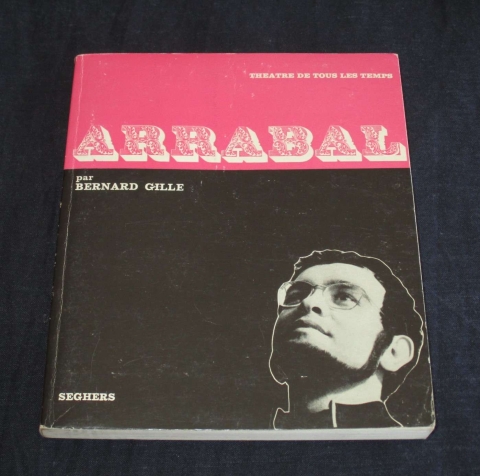 THEATRE DE TOUS LES TEMPS
ARRABAL
par
BERNARD GILLE
SEGHERS